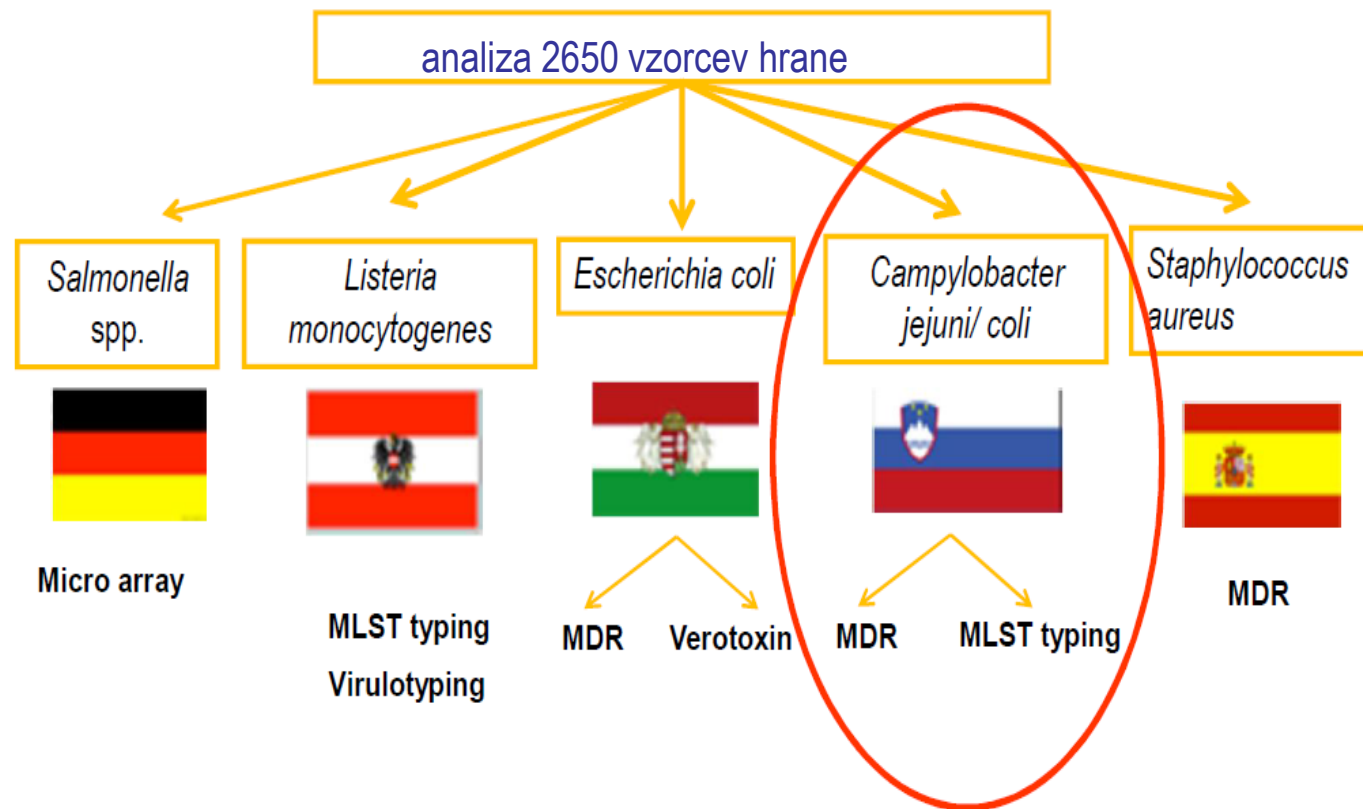 analiza 2650 vzorcev hrane
Salmonella
spp.
Listeria
monocytogenes
Escherichia coli
Campylobacter
jejuni/ coli
Staphylococcus
aureus
Micro array
MLST typing
Virulotyping
MDR
Verotoxin
MDR
MLST typing
MDR